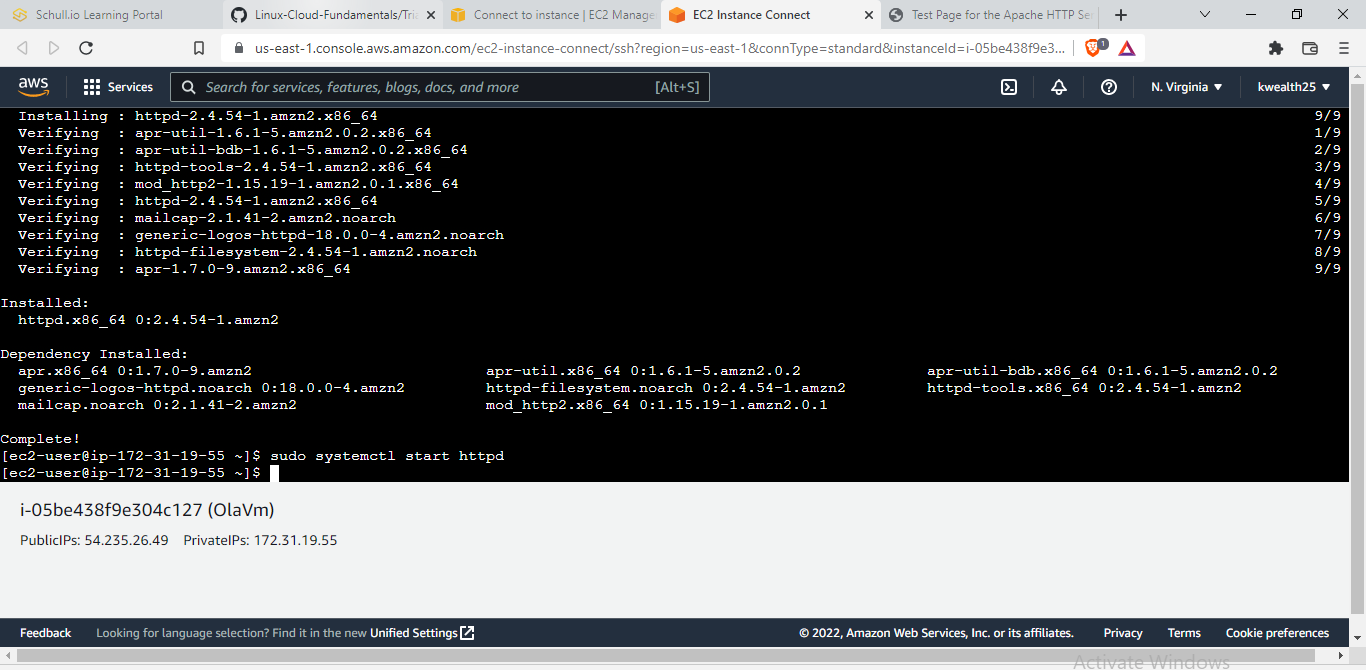 Schull.io Learning Portal
Linux-Cloud-Fundamentals/Tri
Connect to instance | EC2 Manage
EC2 Instance Connect
Test Page for the Apache HTTP Se
us-east-1.console.aws.amazon.com/ec2-instance-connect/ssh?region=us-east-1&connType=standard&instanceId=i-05be438f9e3...
1
aws
Services
Search for services, features, blogs, docs, and more
[Alt+S]
N. Virginia
kwealth25
Installing : httpd-2.4.54-1.amzn2.x86_64 9/9
Verifying : apr-util-1.6.1-5.amzn2.0.2.x86_64 1/9
Verifying : apr-util-bdb-1.6.1-5.amzn2.0.2.x86_64 2/9
Verifying : httpd-tools-2.4.54-1.amzn2.x86_64 3/9
Verifying : mod_http2-1.15.19-1.amzn2.0.1.x86_64 4/9
Verifying : httpd-2.4.54-1.amzn2.x86_64 5/9
Verifying : mailcap-2.1.41-2.amzn2.noarch 6/9
Verifying : generic-logos-httpd-18.0.0-4.amzn2.noarch 7/9
Verifying : httpd-filesystem-2.4.54-1.amzn2.noarch 8/9
Verifying : apr-1.7.0-9.amzn2.x86_64 9/9
Installed:
httpd.x86_64 0:2.4.54-1.amzn2
Dependency Installed:
apr.x86_64 0:1.7.0-9.amzn2 apr-util.x86_64 0:1.6.1-5.amzn2.0.2 apr-util-bdb.x86_64 0:1.6.1-5.amzn2.0.2
generic-logos-httpd.noarch 0:18.0.0-4.amzn2 httpd-filesystem.noarch 0:2.4.54-1.amzn2 httpd-tools.x86_64 0:2.4.54-1.amzn2
mailcap.noarch 0:2.1.41-2.amzn2 mod_http2.x86_64 0:1.15.19-1.amzn2.0.1
Complete!
[ec2-user@ip-172-31-19-55 ~]$ sudo systemctl start httpd
[ec2-user@ip-172-31-19-55 ~]$
i-05be438f9e304c127 (OlaVm)
PublicIPs: 54.235.26.49 PrivateIPs: 172.31.19.55
Feedback
Looking for language selection? Find it in the new Unified Settings
© 2022, Amazon Web Services, Inc. or its affiliates.
Privacy
Terms
Cookie preferences
Activate Windows